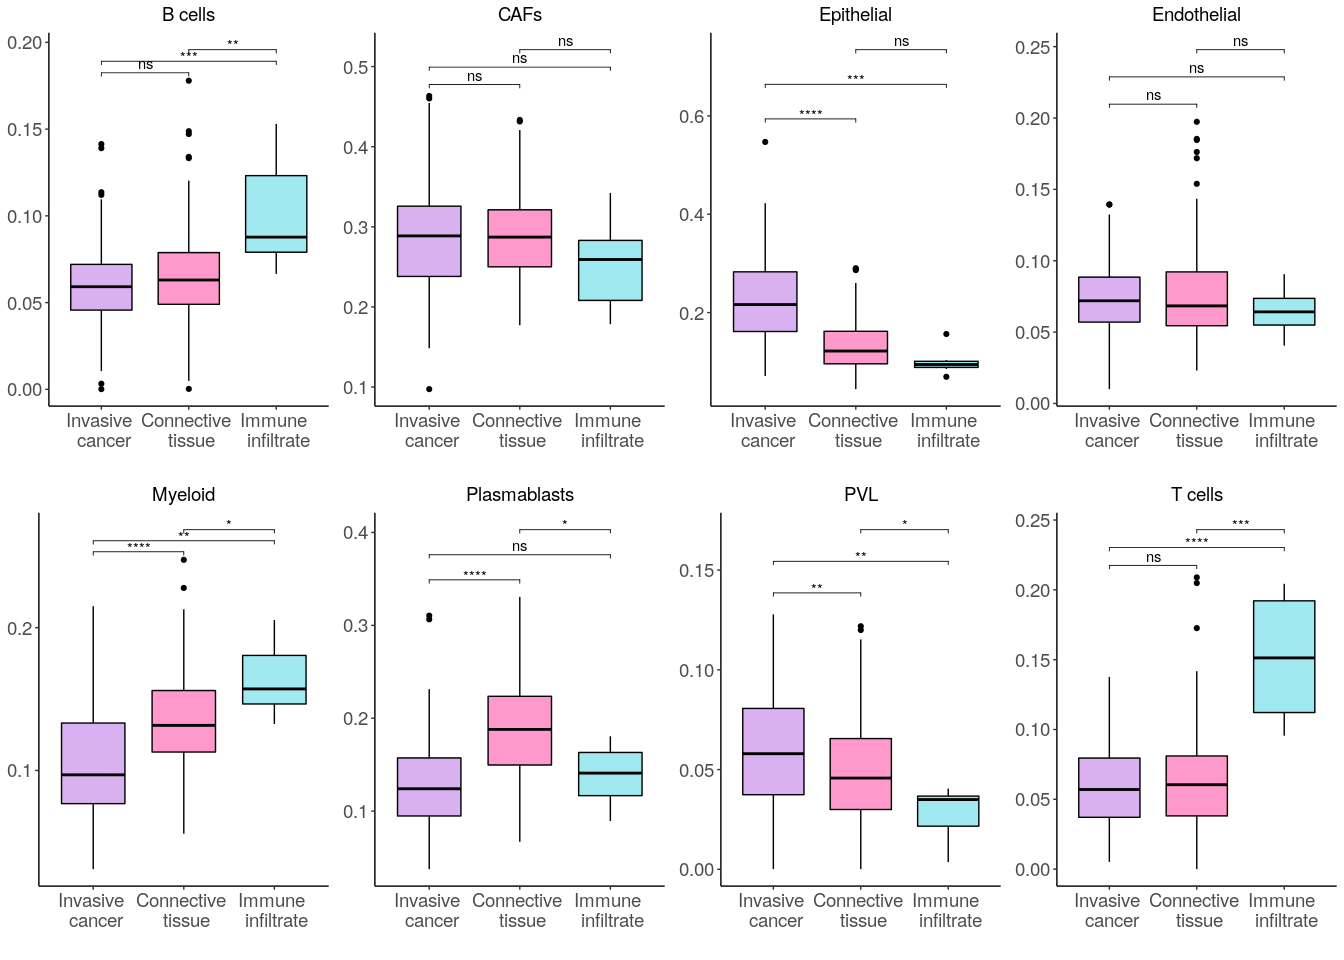 B cells
CAFs
Epithelial
Endothelial
0.20
**
***
ns
0.15
0.10
0.05
0.00
Invasive cancer
Connective tissue
Immune infiltrate
ns
ns
ns
0.5
0.4
0.3
0.2
0.1
Invasive cancer
Connective tissue
Immune infiltrate
ns
***
****
0.6
0.4
0.2
Invasive cancer
Connective tissue
Immune infiltrate
ns
ns
ns
0.25
0.20
0.15
0.10
0.05
0.00
Invasive cancer
Connective tissue
Immune infiltrate
Myeloid
Plasmablasts
PVL
T cells
*
**
****
0.2
0.1
Invasive cancer
Connective tissue
Immune infiltrate
*
ns
****
0.4
0.3
0.2
0.1
Invasive cancer
Connective tissue
Immune infiltrate
*
**
**
0.15
0.10
0.05
0.00
Invasive cancer
Connective tissue
Immune infiltrate
***
****
ns
0.25
0.20
0.15
0.10
0.05
0.00
Invasive cancer
Connective tissue
Immune infiltrate